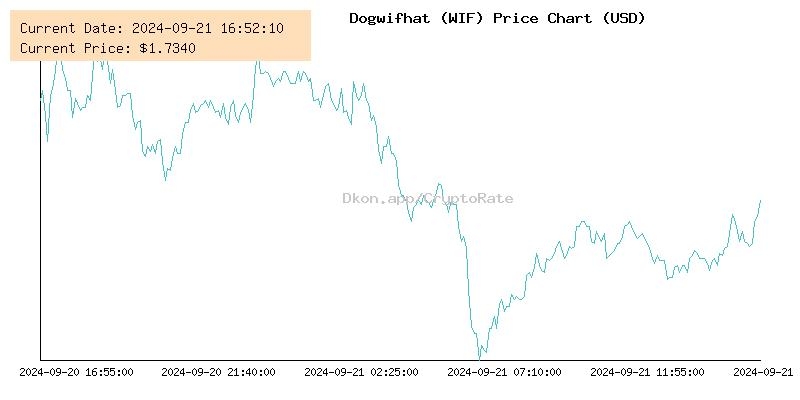 Dogwifhat (WIF) Price Chart (USD)
Current Date: 2024-09-21 16:52:10
Current Price: $1.7340
Dkon.app/CryptoRate
2024-09-20 16:55:00 2024-09-20 21:40:00 2024-09-21 02:25:00 2024-09-21 07:10:00 2024-09-21 11:55:00 2024-09-21